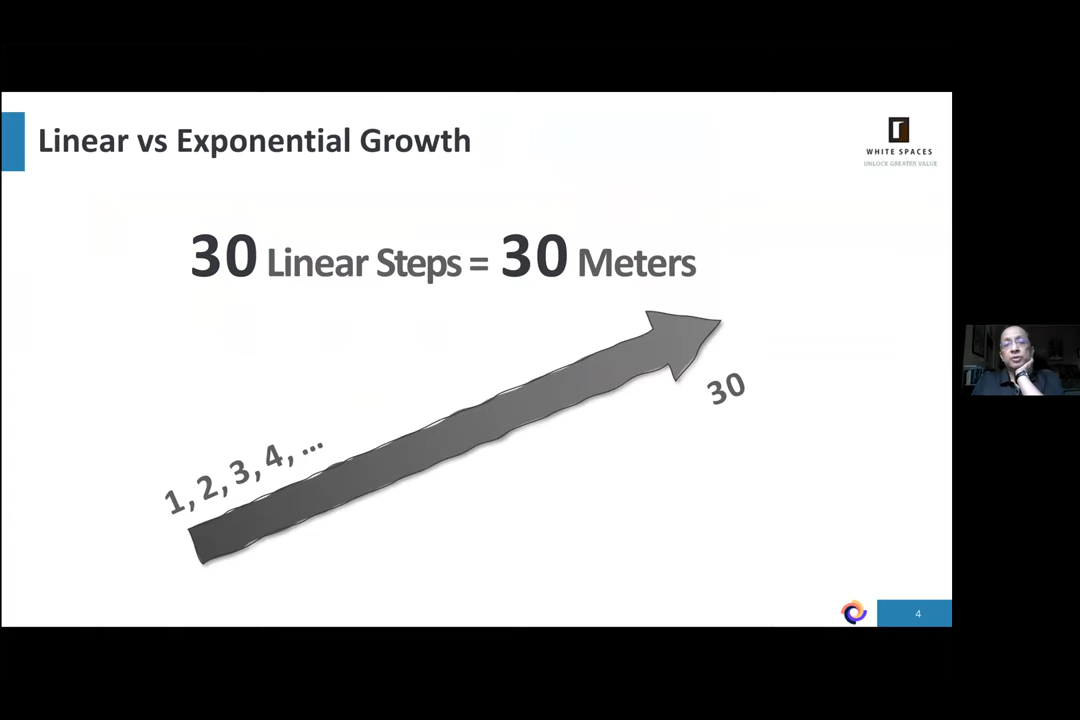 Linear vs Exponential Growth
WHITE SPACES
UNLOCK GREATER VALUE
30 Linear Steps = 30 Meters
1, 2, 3, 4, ...
30
4